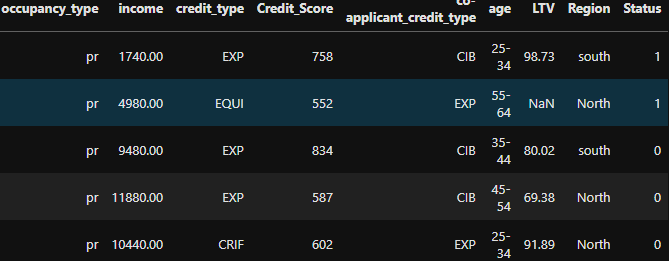 occupancy_type income credit_type Credit_Score co-applicant_credit_type age LTV Region Status
pr 1740.00 EXP 758 CIB 25-34 98.73 south 1
pr 4980.00 EQUI 552 EXP 55-64 NaN North 1
pr 9480.00 EXP 834 CIB 35-44 80.02 south 0
pr 11880.00 EXP 587 CIB 45-54 69.38 North 0
pr 10440.00 CRIF 602 EXP 25-34 91.89 North 0